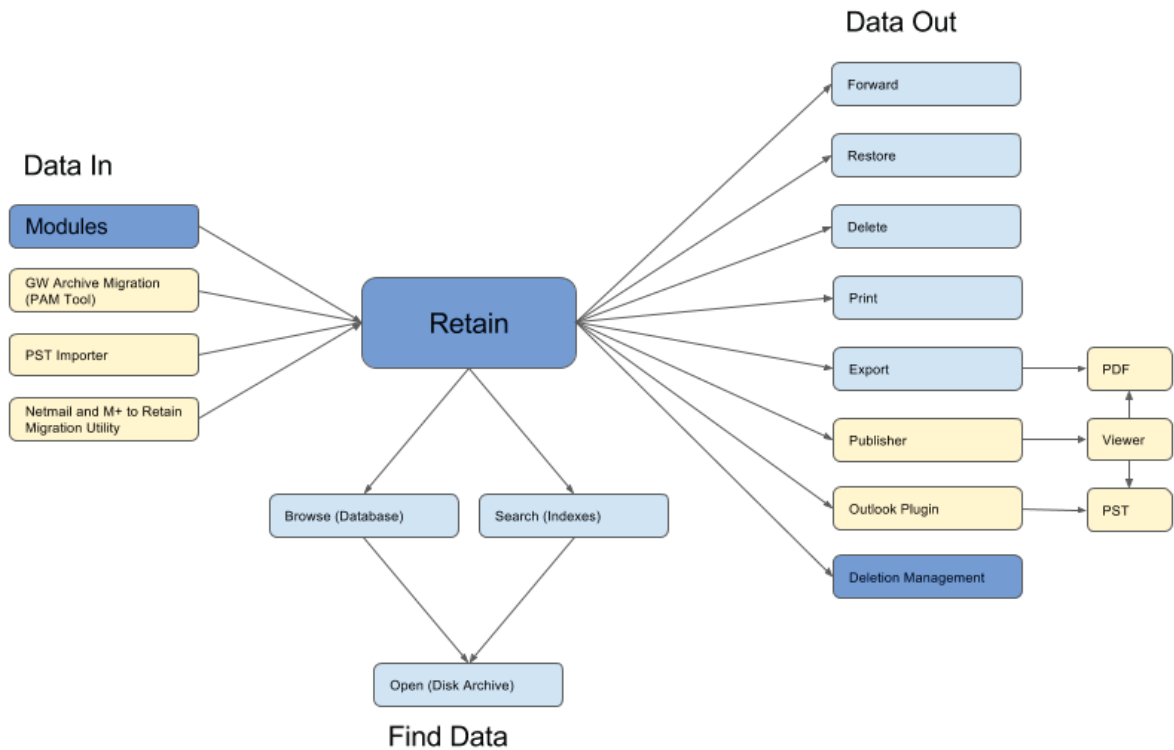 Data In
Modules
GW Archive Migration
(PAM Tool)
PST Importer
Netmail and M+ to Retain
Migration Utility
Retain
Browse (Database)
Search (Indexes)
Open (Disk Archive)
Find Data
Data Out
Forward
Restore
Delete
Print
Export
PDF
Publisher
Viewer
Outlook Plugin
PST
Deletion Management